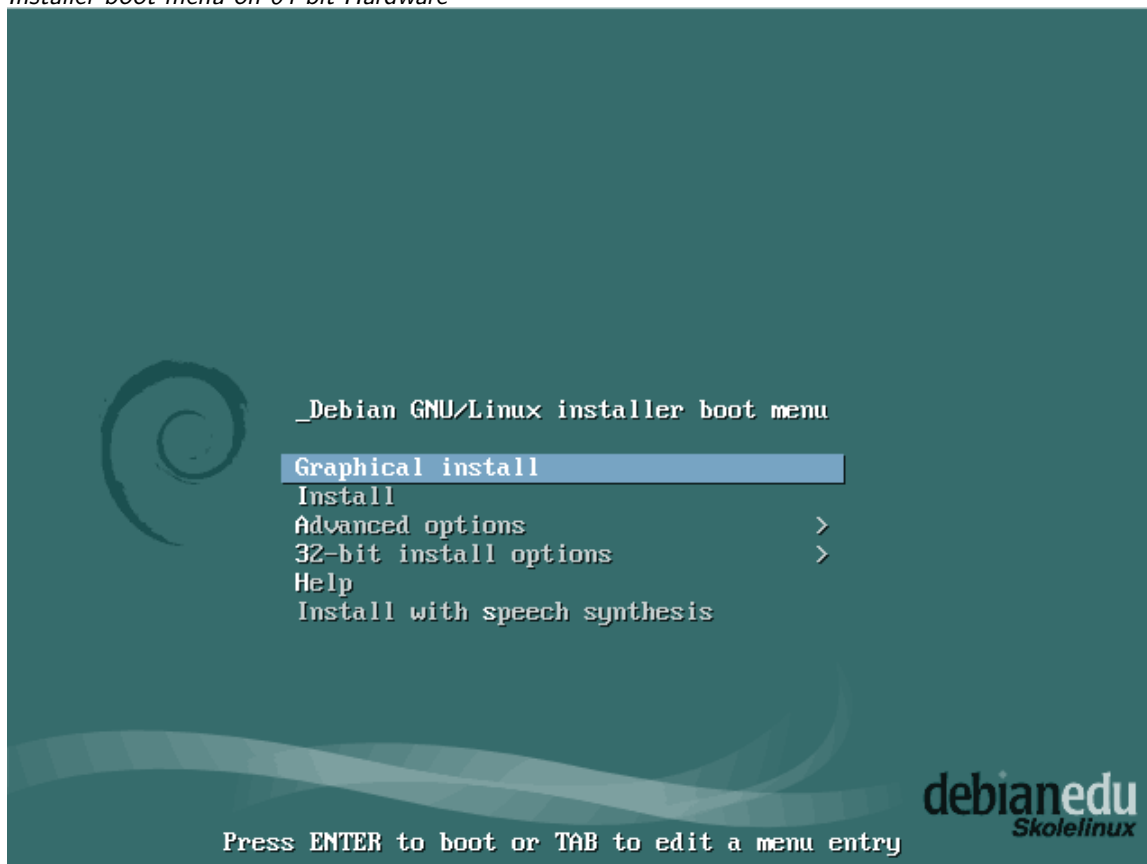 Installer boot menu on 64-bit Hardware
_Debian GNU/Linux installer boot menu
Graphical install
Install
Advanced options >
32-bit install options >
Help
Install with speech synthesis
debianedu
Skolelinux
Press ENTER to boot or TAB to edit a menu entry